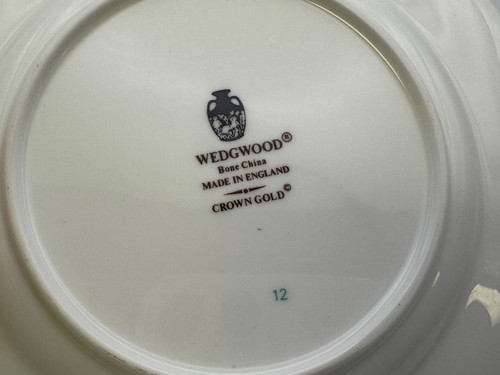 WEDGWOOD®
Bone China
MADE IN ENGLAND
CROWN GOLD©
12